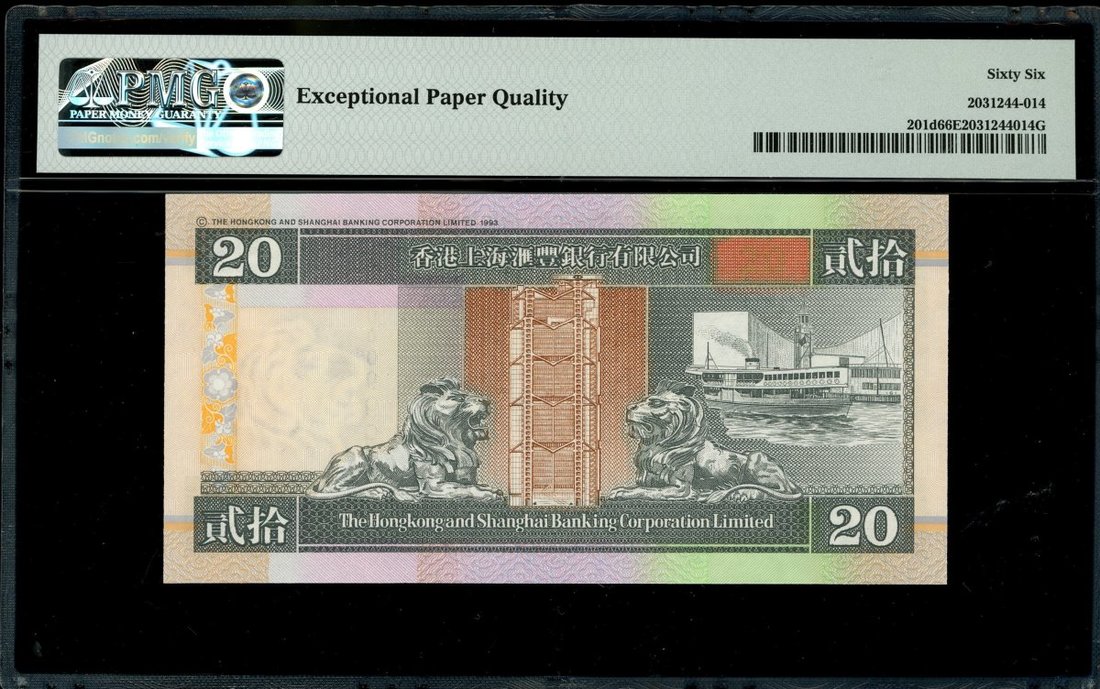 PMG
PAPER MONEY GUARANTY
Exceptional Paper Quality
Sixty Six
2031244-014
201d66E2031244014G
© THE HONGKONG AND SHANGHAI BANKING CORPORATION LIMITED 1993
20
香港上海滙豐銀行有限公司
貳拾
貳拾
The Hongkong and Shanghai Banking Corporation Limited
20